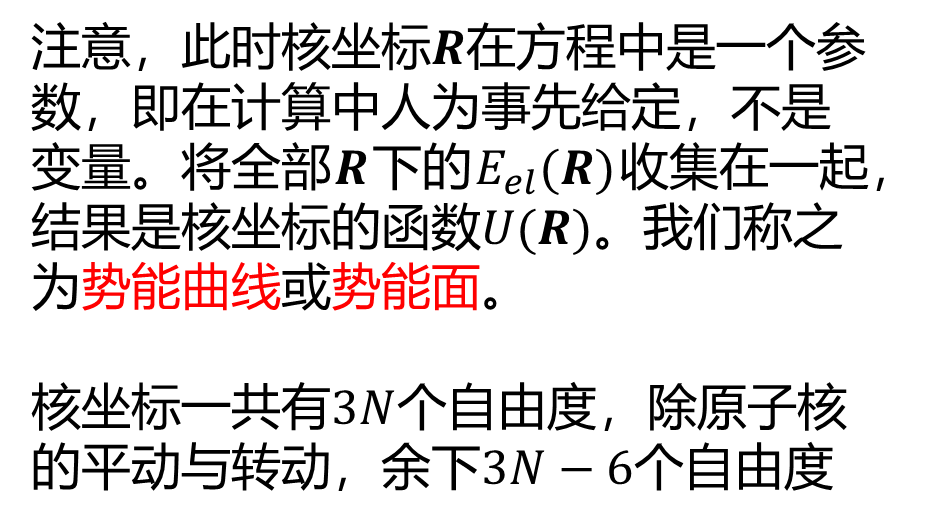 注意，此时核坐标R在方程中是一个参
数，即在计算中人为事先给定，不是
变量。将全部R下的E_{el}(R)收集在一起，
结果是核坐标的函数U(R)。我们称之
为势能曲线或势能面。
核坐标一共有3N个自由度，除原子核
的平动与转动，余下3N − 6个自由度